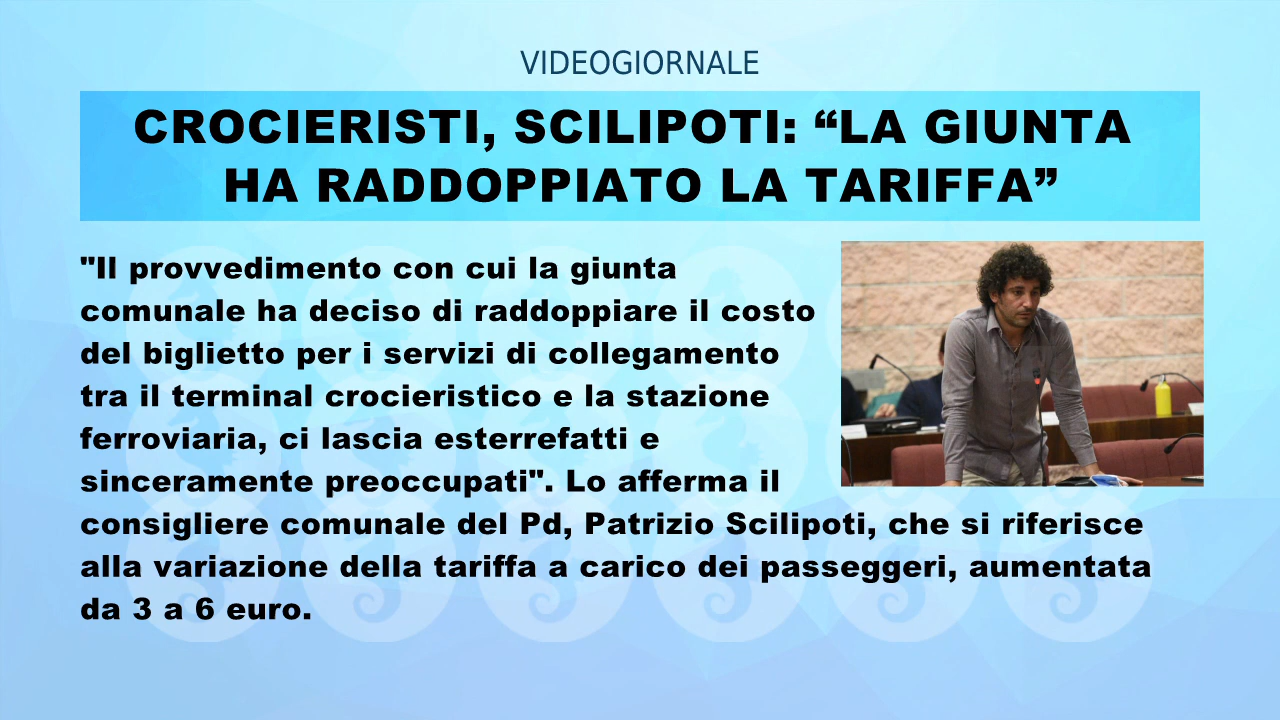 VIDEOGIORNALE
CROCIERISTI, SCILIPOTI: “LA GIUNTA
HA RADDOPPIATO LA TARIFFA”
"Il provvedimento con cui la giunta
comunale ha deciso di raddoppiare il costo
del biglietto per i servizi di collegamento
tra il terminal crocieristico e la stazione
ferroviaria, ci lascia esterrefatti e
sinceramente preoccupati". Lo afferma il
consigliere comunale del Pd, Patrizio Scilipoti, che si riferisce
alla variazione della tariffa a carico dei passeggeri, aumentata
da 3 a 6 euro.